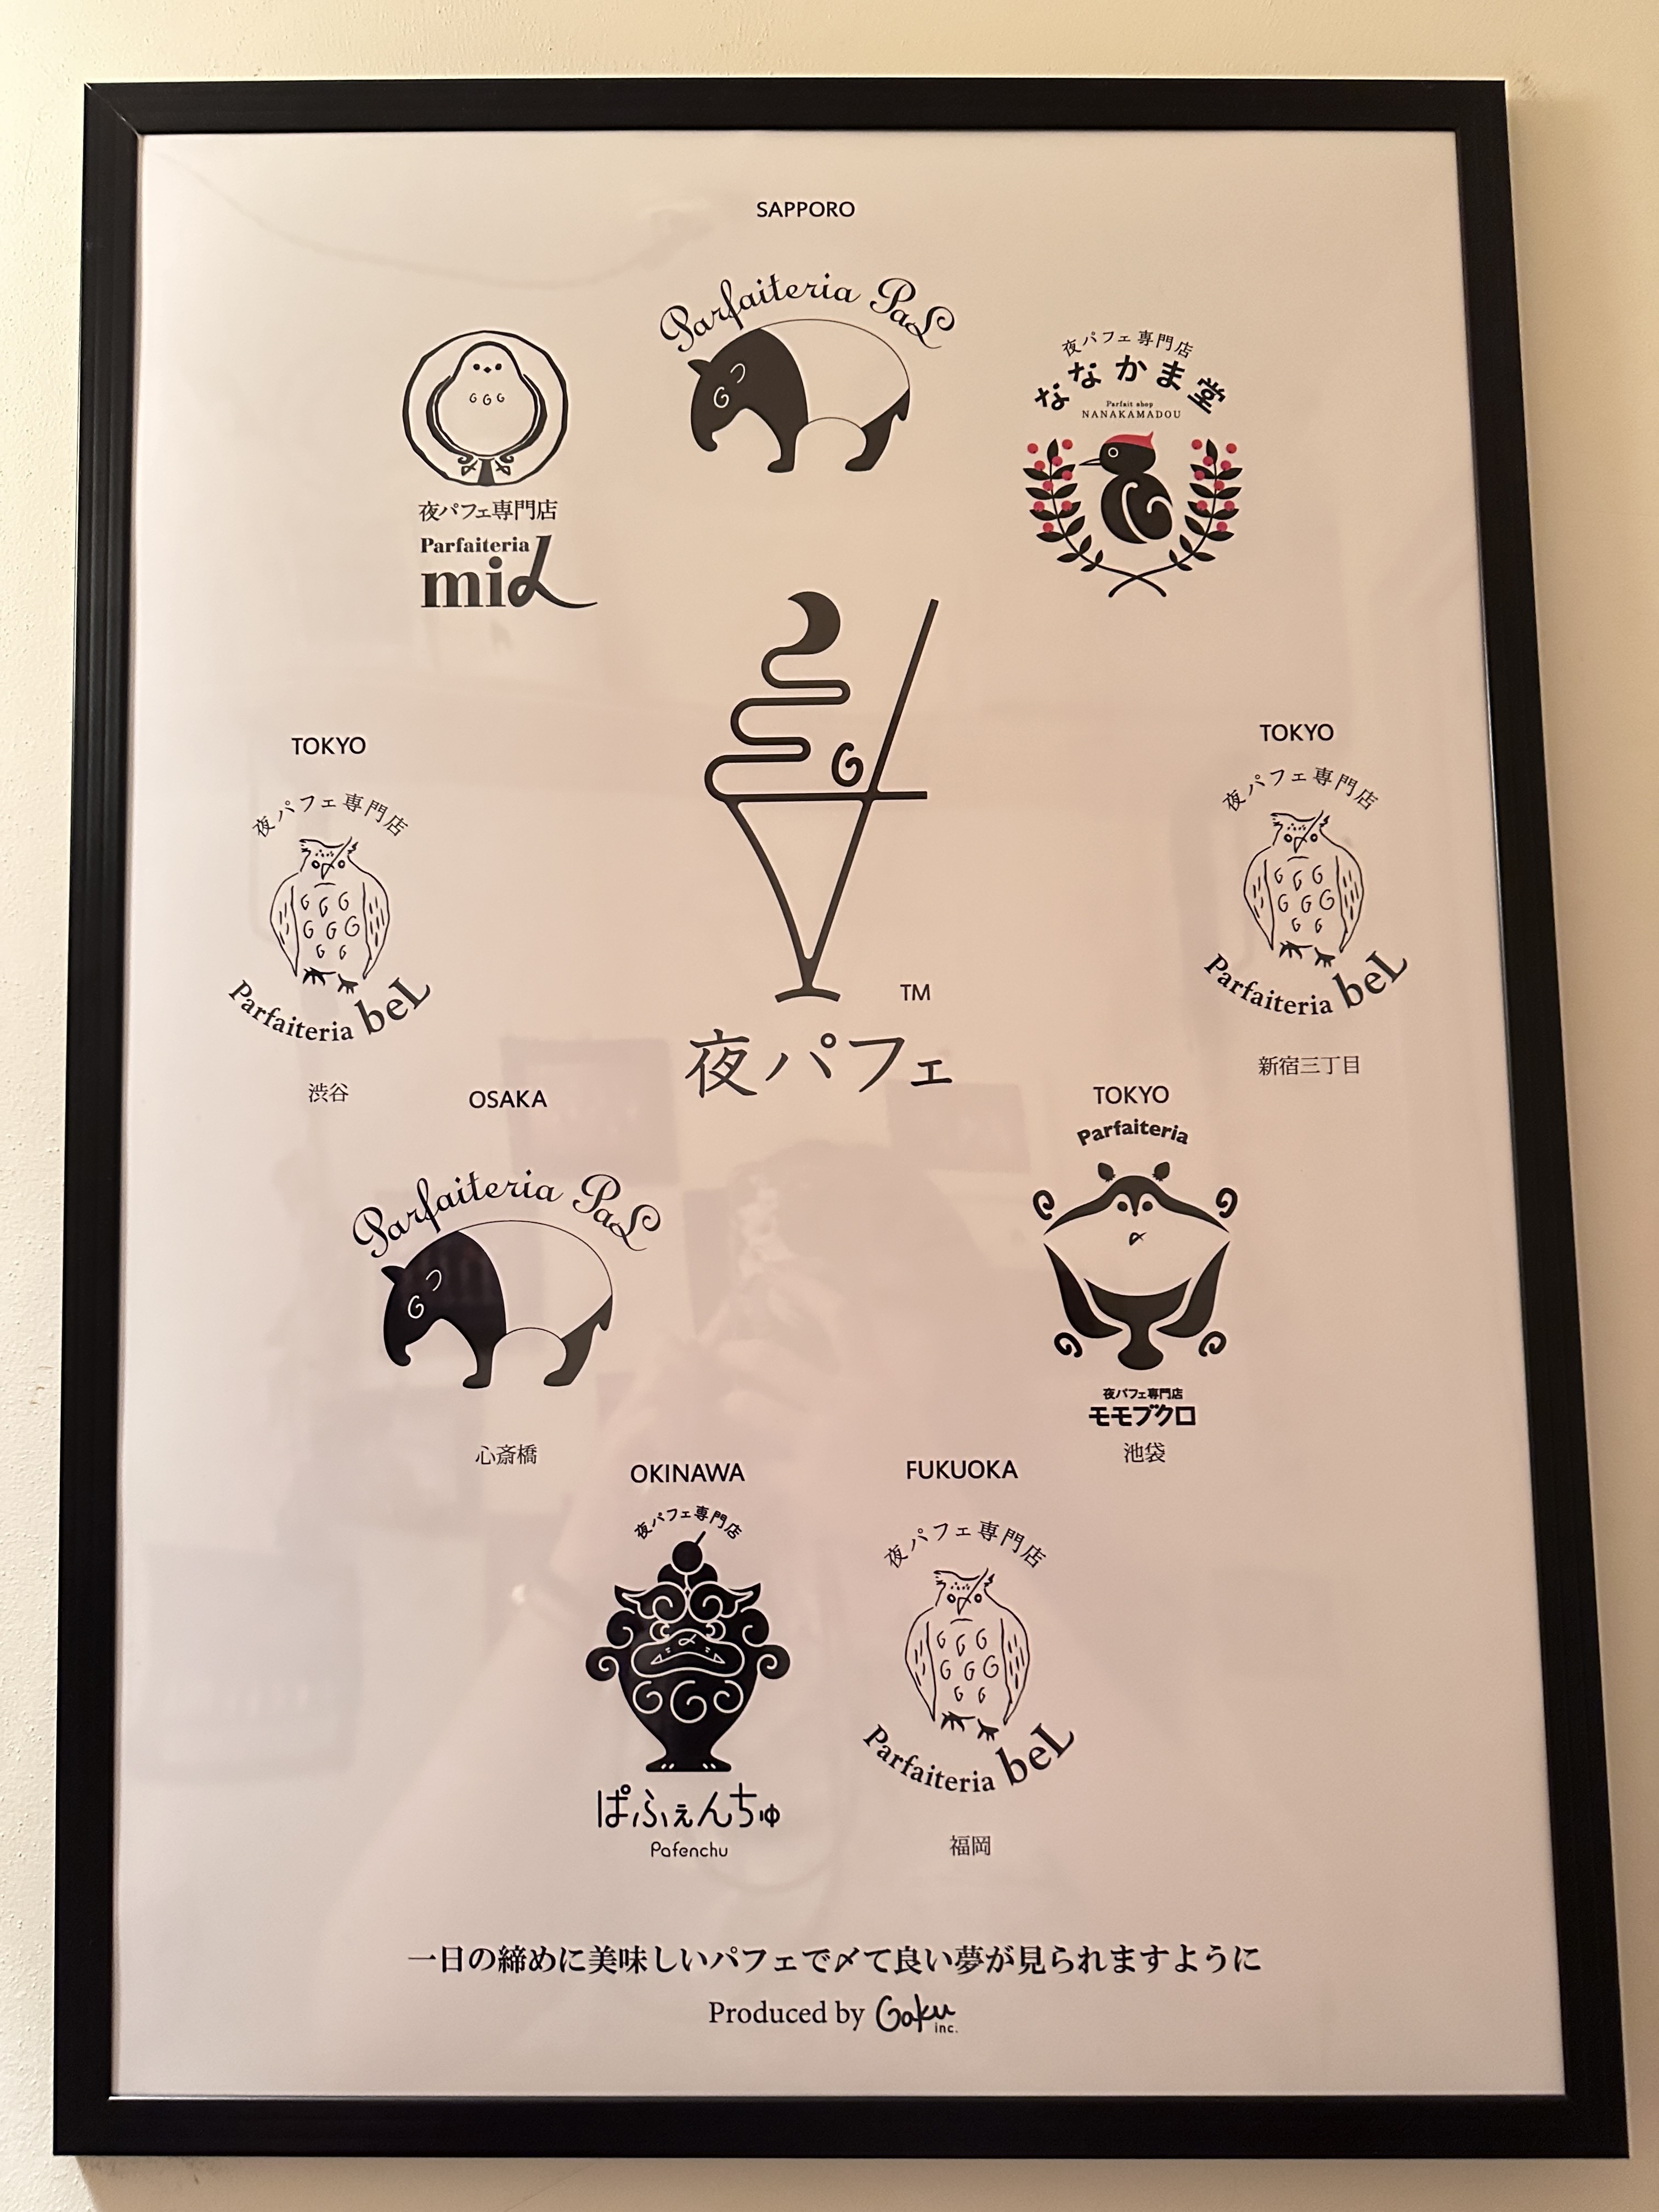 SAPPORO
Parfaiteria PaL
夜パフェ専門店
Parfaiteria
miL
夜パフェ専門店
ななかま堂
Parfait shop
NANAKAMADOU
TOKYO
夜パフェ専門店
Parfaiteria beL
渋谷
TM
夜パフェ
TOKYO
夜パフェ専門店
Parfaiteria beL
新宿三丁目
OSAKA
Parfaiteria PaL
心斎橋
TOKYO
Parfaiteria
夜パフェ専門店
モモブクロ
池袋
OKINAWA
夜パフェ専門店
ぱふぇんちゅ
Pafenchu
FUKUOKA
夜パフェ専門店
Parfaiteria beL
福岡
一日の締めに美味しいパフェで〆て良い夢が見られますように
Produced by Gaku inc.